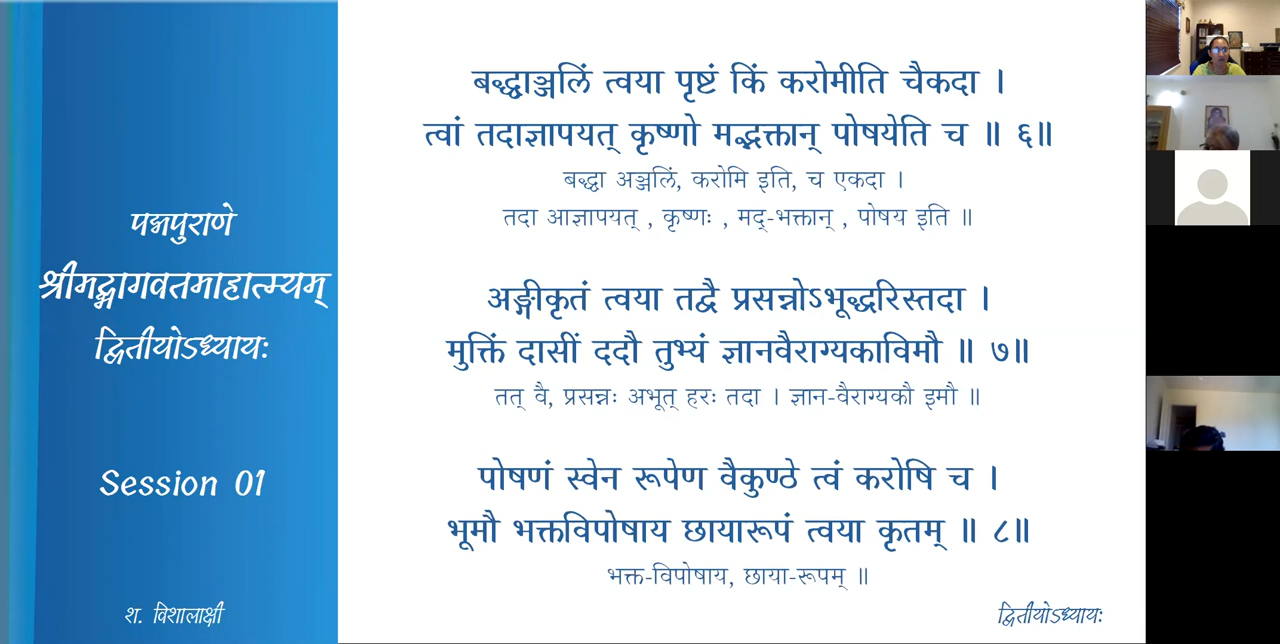 पद्मपुराणे
श्रीमद्भागवतमाहात्म्यम्
द्वितीयोऽध्यायः
Session 01
श. विशालाक्षी
बद्धाञ्जलिं त्वया पृष्टं किं करोमीति चैकदा ।
त्वां तदाज्ञापयत् कृष्णो मद्भक्तान् पोषयेति च ॥ ६॥
बद्धा अञ्जलिं, करोमि इति, च एकदा ।
तदा आज्ञापयत् , कृष्णः , मद्-भक्तान् , पोषय इति ॥
अङ्गीकृतं त्वया तद्वै प्रसन्नोऽभूद्धरिस्तदा ।
मुक्तिं दासीं ददौ तुभ्यं ज्ञानवैराग्यकाविमौ ॥ ७॥
तत् वै, प्रसन्नः अभूत् हरः तदा । ज्ञान-वैराग्यकौ इमौ ॥
पोषणं स्वेन रूपेण वैकुण्ठे त्वं करोषि च ।
भूमौ भक्तविपोषाय छायारूपं त्वया कृतम् ॥ ८॥
भक्त-विपोषाय, छाया-रूपम् ॥
द्वितीयोऽध्यायः